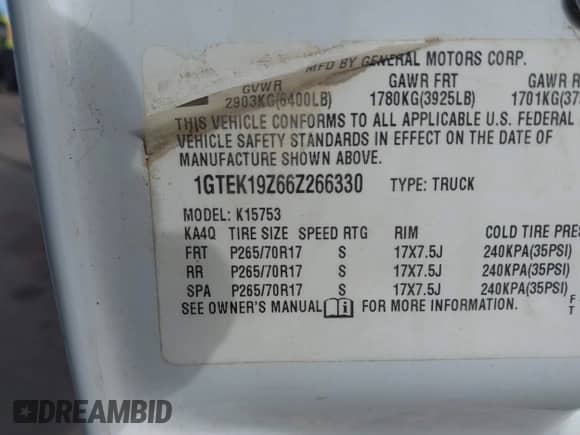 MFD BY GENERAL MOTORS CORP.
GVWR GAWR FRT GAWR R
2903KG(6400LB) 1780KG(3925LB) 1701KG(37
THIS VEHICLE CONFORMS TO ALL APPLICABLE U.S. FEDERAL
VEHICLE SAFETY STANDARDS IN EFFECT ON THE DATE OF
MANUFACTURE SHOWN ABOVE.
1GTEK19Z66Z266330 TYPE: TRUCK
MODEL: K15753
KA4Q TIRE SIZE SPEED RTG RIM COLD TIRE PRES
FRT P265/70R17 S 17X7.5J 240KPA(35PSI)
RR P265/70R17 S 17X7.5J 240KPA(35PSI)
SPA P265/70R17 S 17X7.5J 240KPA(35PSI)
SEE OWNER'S MANUAL i FOR MORE INFORMATION.
F
T
DREAMBID